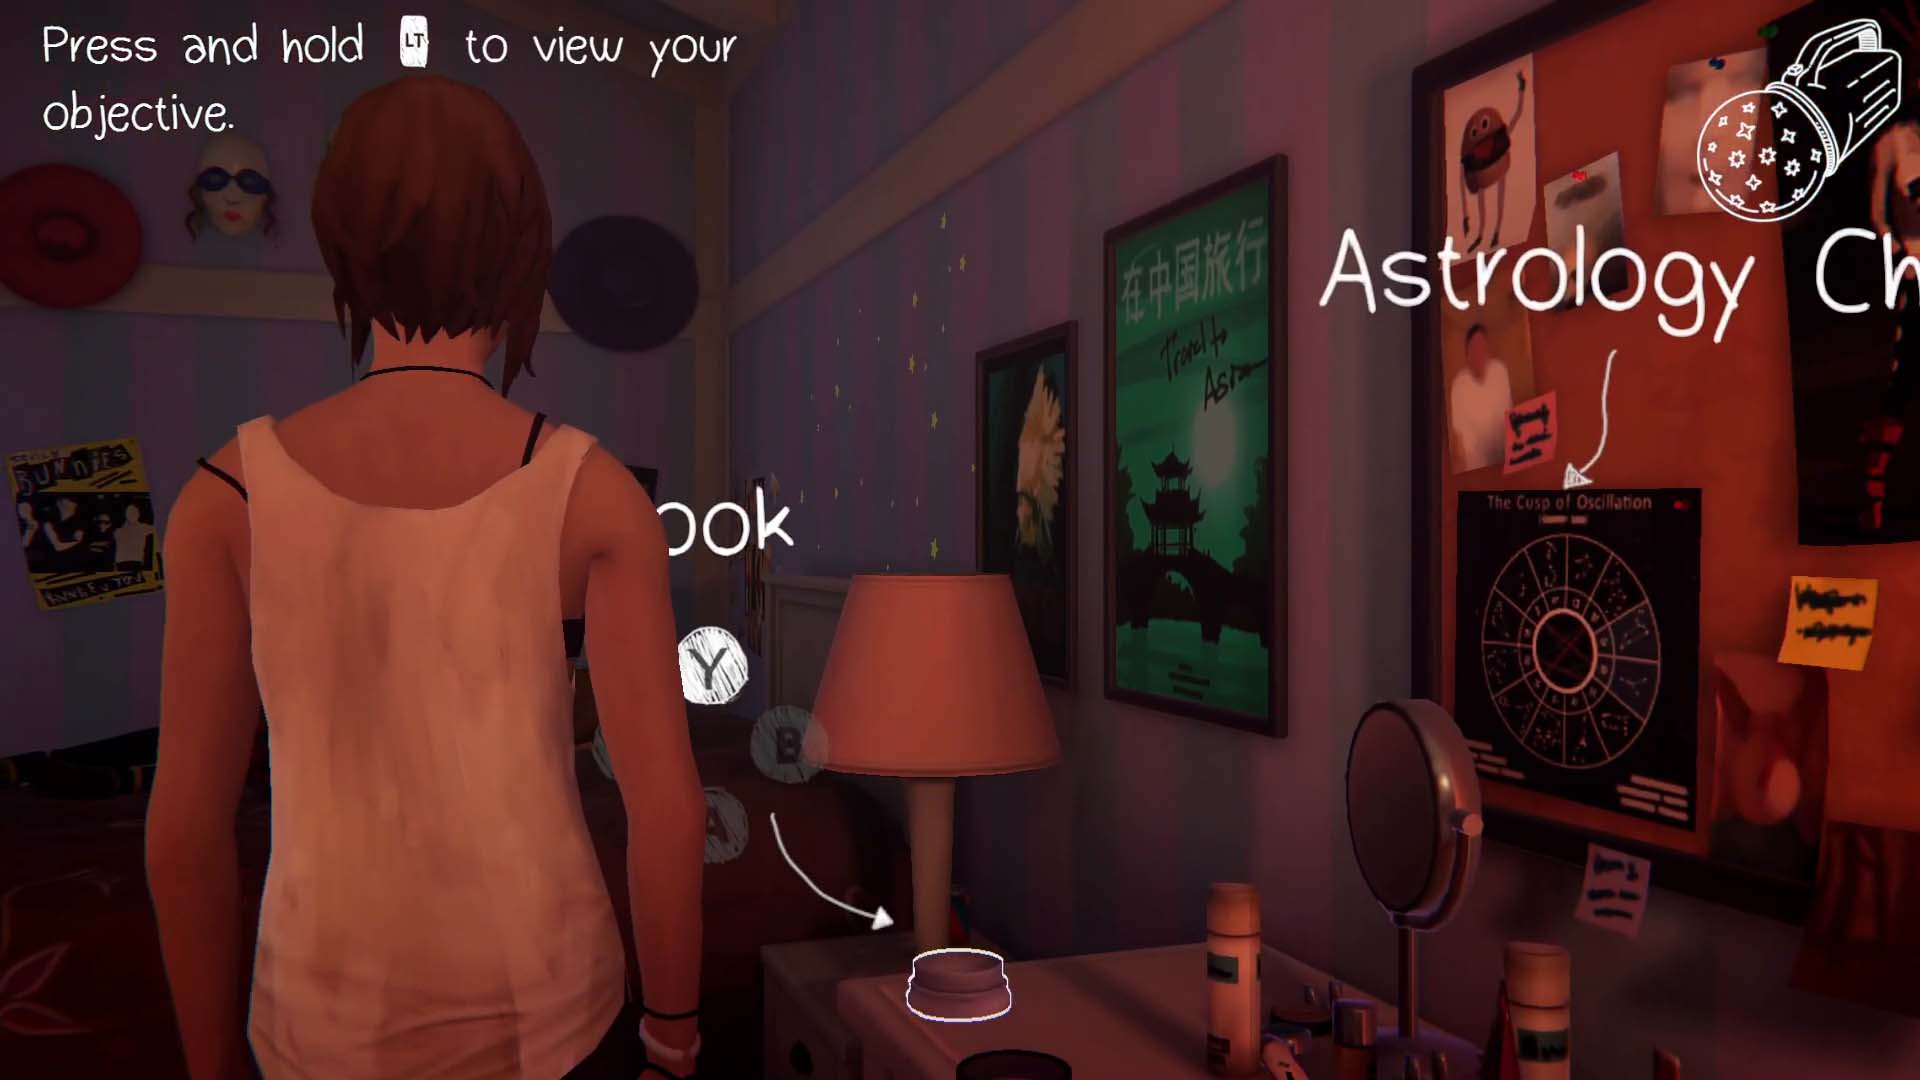 Press and hold LT to view your
objective.
Astrology Ch
在中国旅行
Travel to
BUNNIES
ook
The Cusp of Oscillation
Y
B
A